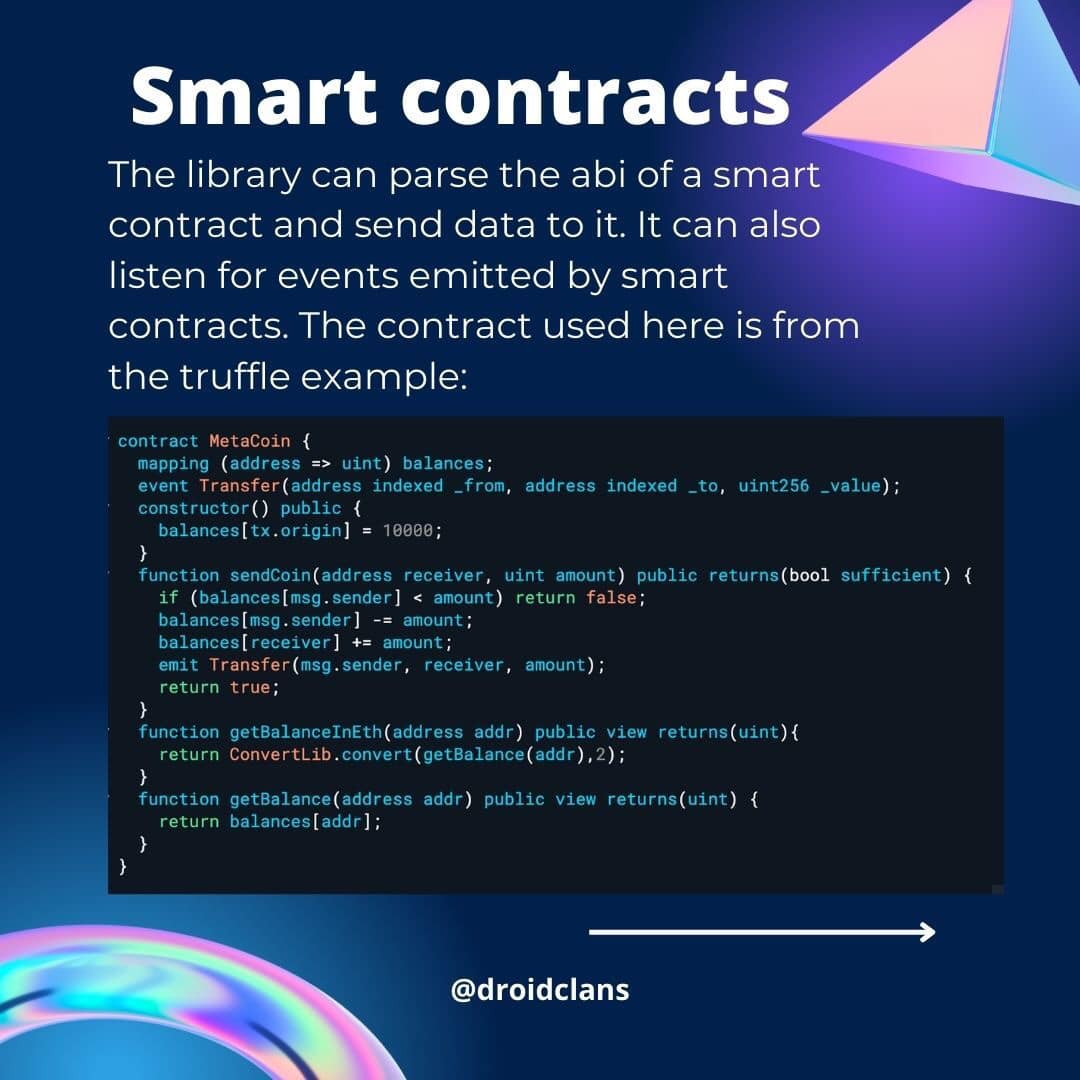 Smart contracts
The library can parse the abi of a smart
contract and send data to it. It can also
listen for events emitted by smart
contracts. The contract used here is from
the truffle example:
contract MetaCoin {
  mapping (address => uint) balances;
  event Transfer(address indexed _from, address indexed _to, uint256 _value);
  constructor() public {
    balances[tx.origin] = 10000;
  }
  function sendCoin(address receiver, uint amount) public returns(bool sufficient) {
    if (balances[msg.sender] < amount) return false;
    balances[msg.sender] -= amount;
    balances[receiver] += amount;
    emit Transfer(msg.sender, receiver, amount);
    return true;
  }
  function getBalanceInEth(address addr) public view returns(uint){
    return ConvertLib.convert(getBalance(addr),2);
  }
  function getBalance(address addr) public view returns(uint) {
    return balances[addr];
  }
}
@droidclans